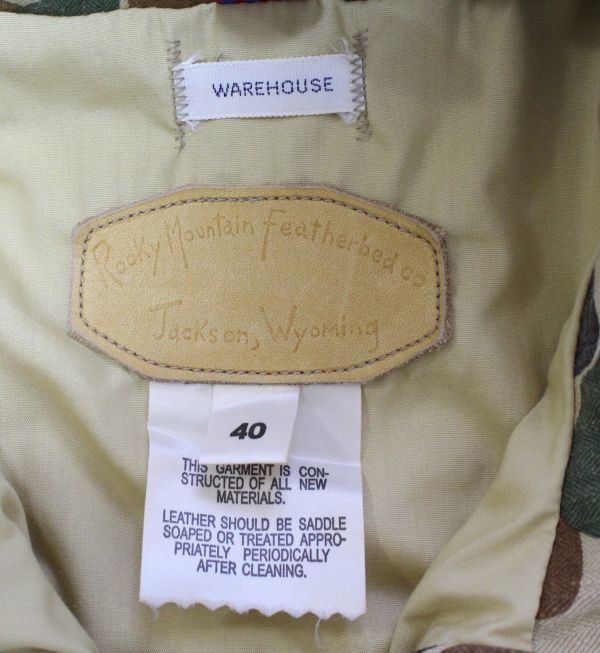 WAREHOUSE
Rocky Mountain Featherbed co
Jackson, Wyoming
40
THIS GARMENT IS CON-
STRUCTED OF ALL NEW
MATERIALS.
LEATHER SHOULD BE SADDLE
SOAPED OR TREATED APPRO-
PRIATELY PERIODICALLY
AFTER CLEANING.